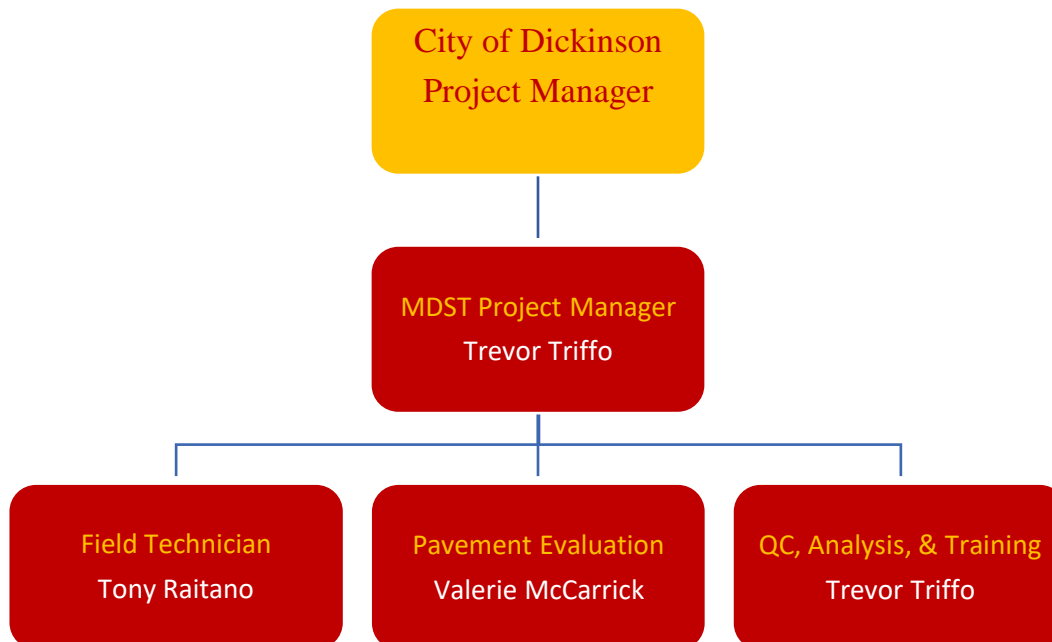 City of Dickinson
Project Manager
MDST Project Manager
Trevor Triffo
Field Technician
Tony Raitano
Pavement Evaluation
Valerie McCarrick
QC, Analysis, & Training
Trevor Triffo